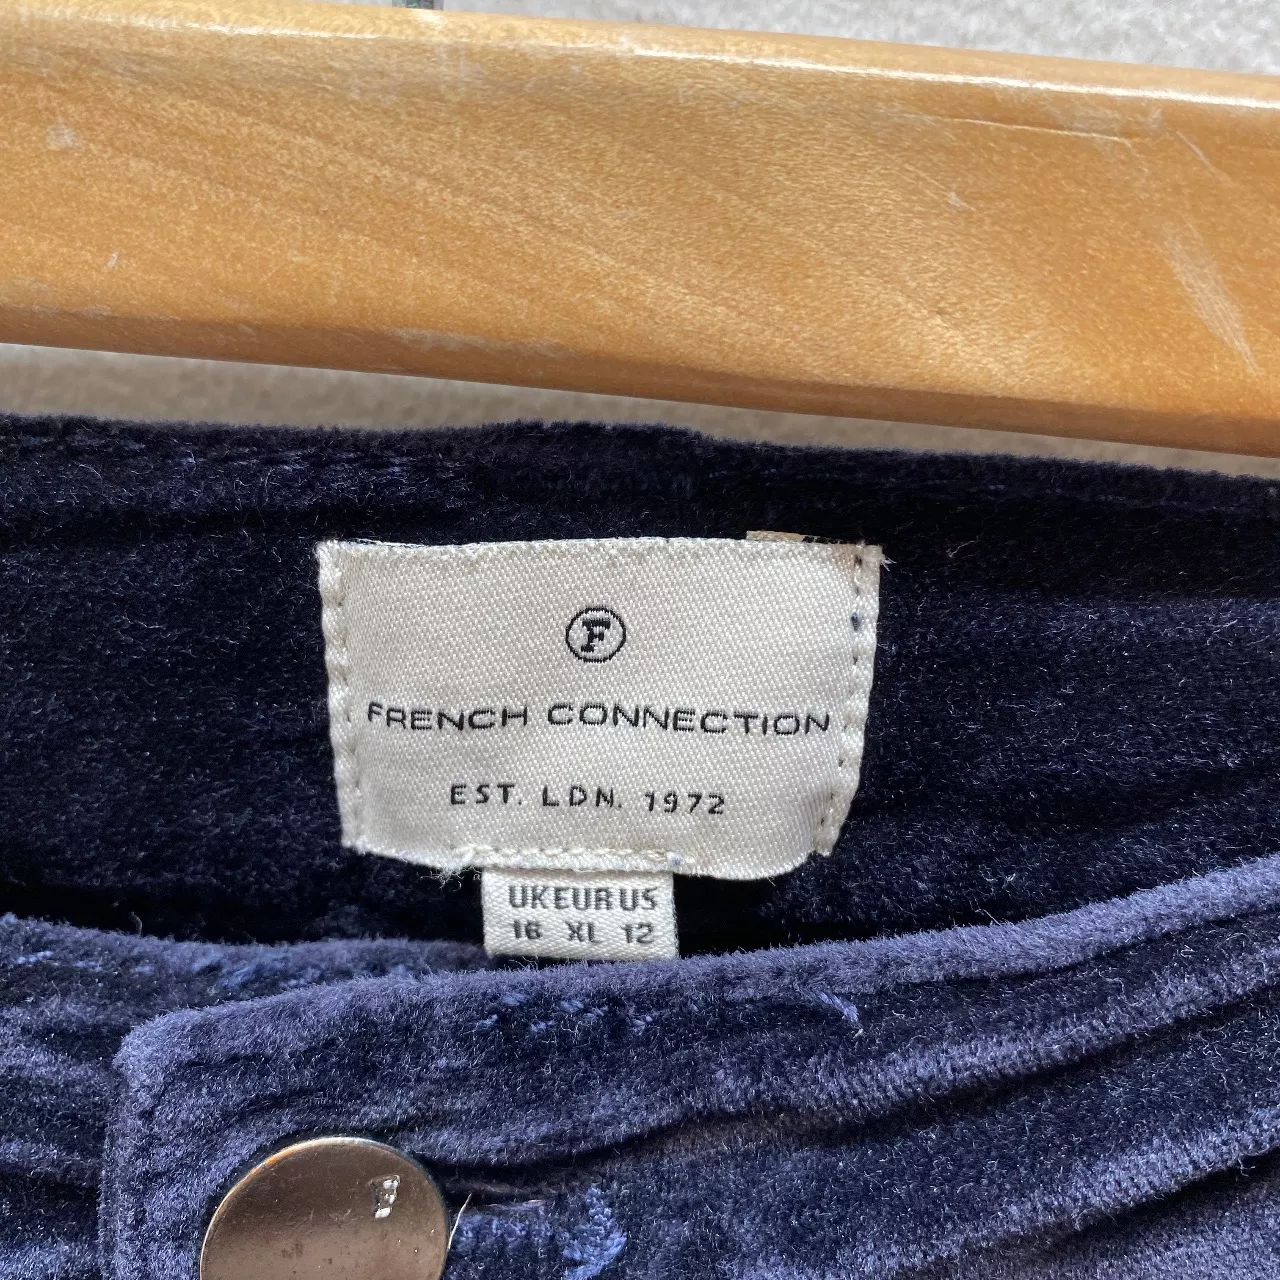 F
FRENCH CONNECTION
EST. LDN. 1972
UK EUR US
16 XL 12